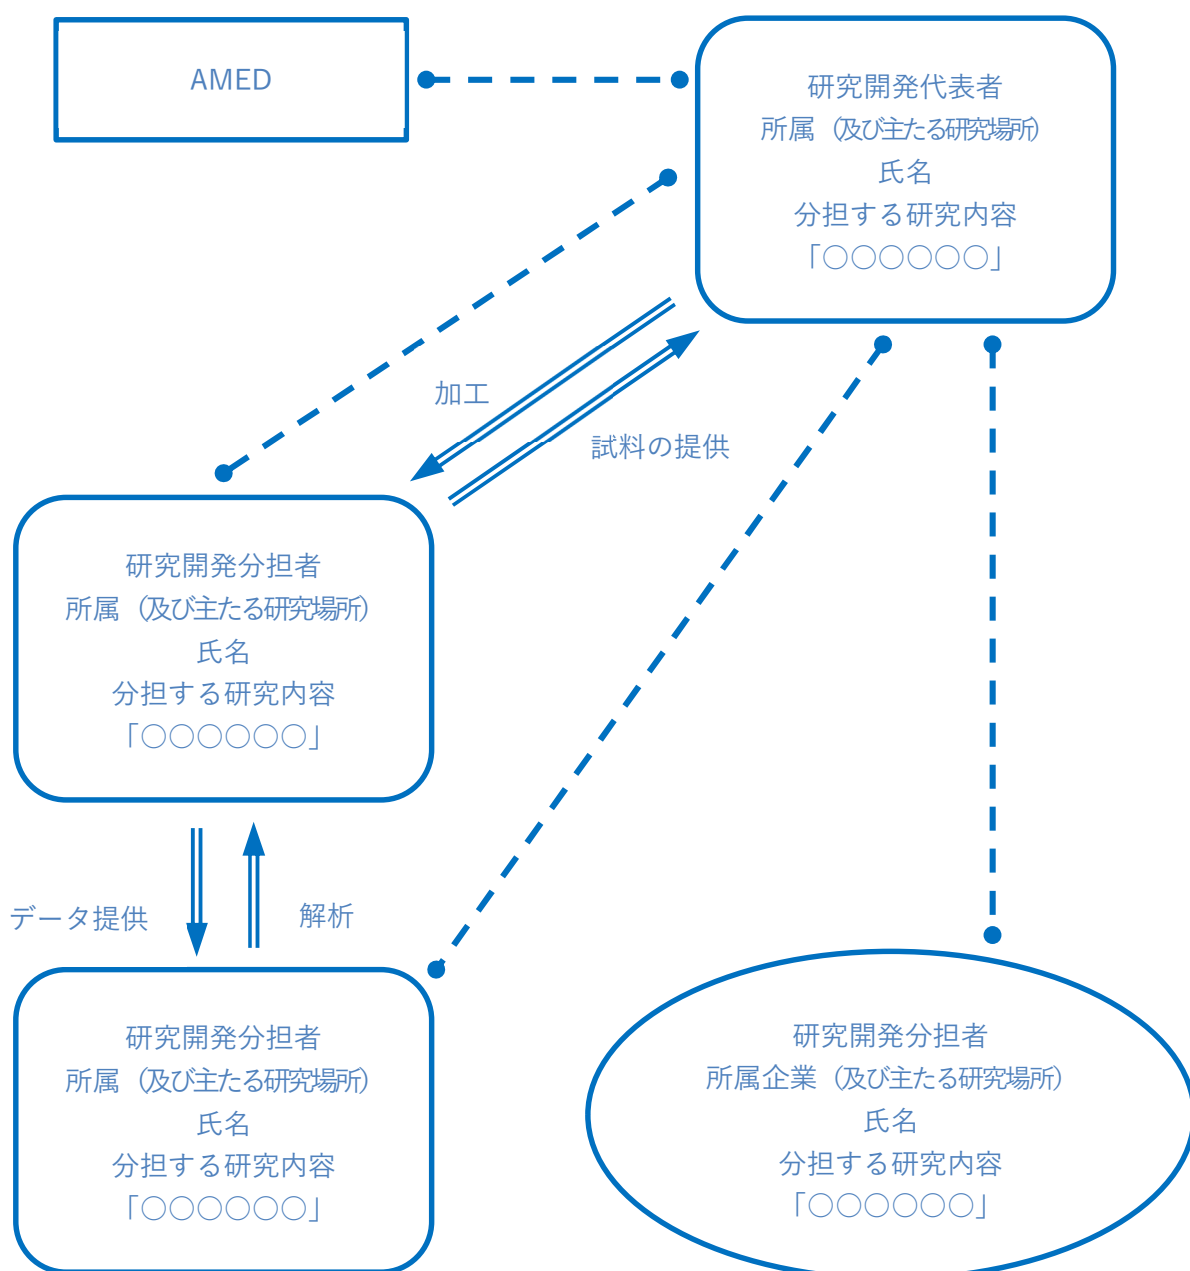 AMED
研究開発代表者
所属（及び主たる研究場所）
氏名
分担する研究内容
「○○○○○○」
加工
試料の提供
研究開発分担者
所属（及び主たる研究場所）
氏名
分担する研究内容
「○○○○○○」
データ提供
解析
研究開発分担者
所属（及び主たる研究場所）
氏名
分担する研究内容
「○○○○○○」
研究開発分担者
所属企業（及び主たる研究場所）
氏名
分担する研究内容
「○○○○○○」